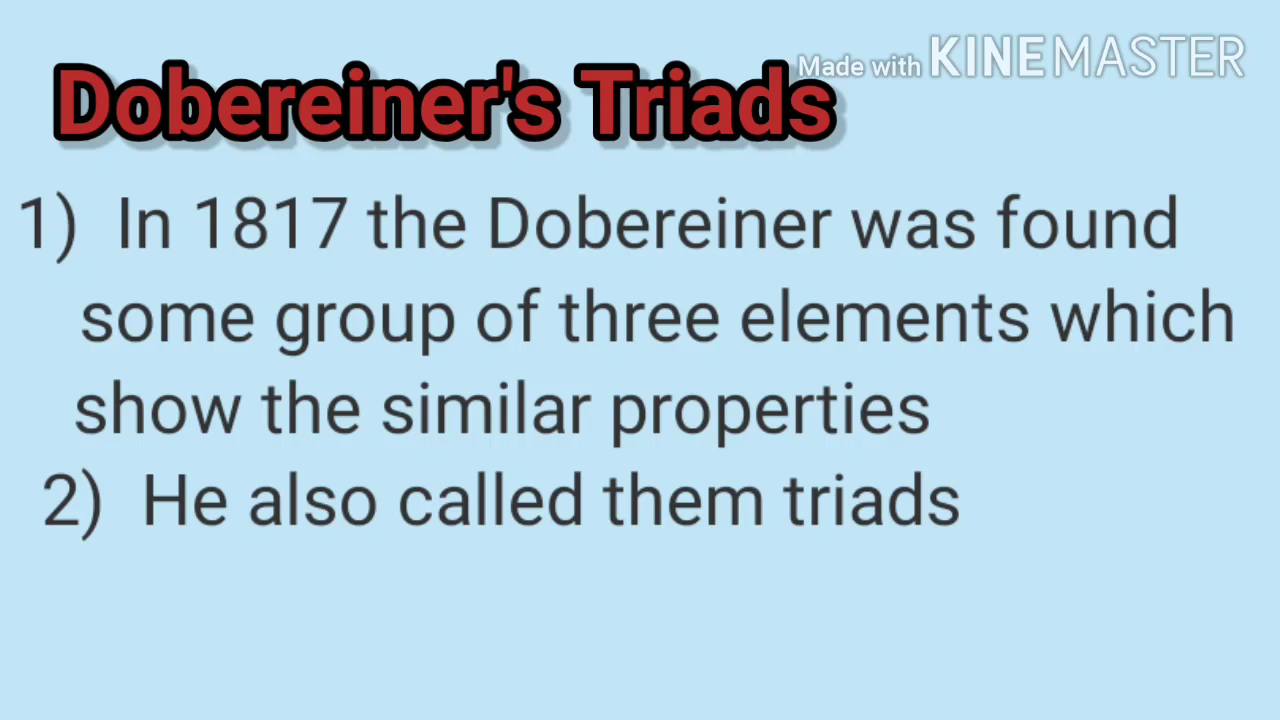 Made with KINEMASTER
Dobereiner's Triads
1) In 1817 the Dobereiner was found
some group of three elements which
show the similar properties
2) He also called them triads